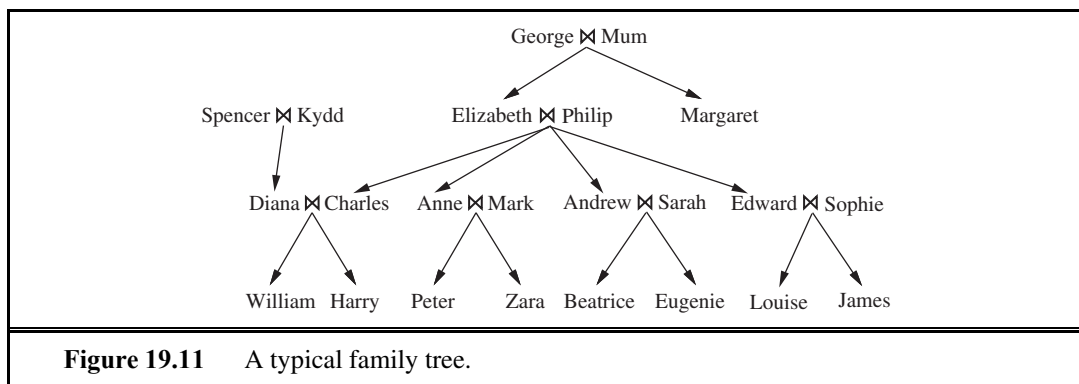 George ⋈ Mum
Spencer ⋈ Kydd Elizabeth ⋈ Philip Margaret
Diana ⋈ Charles Anne ⋈ Mark Andrew ⋈ Sarah Edward ⋈ Sophie
William Harry Peter Zara Beatrice Eugenie Louise James
Figure 19.11 A typical family tree.